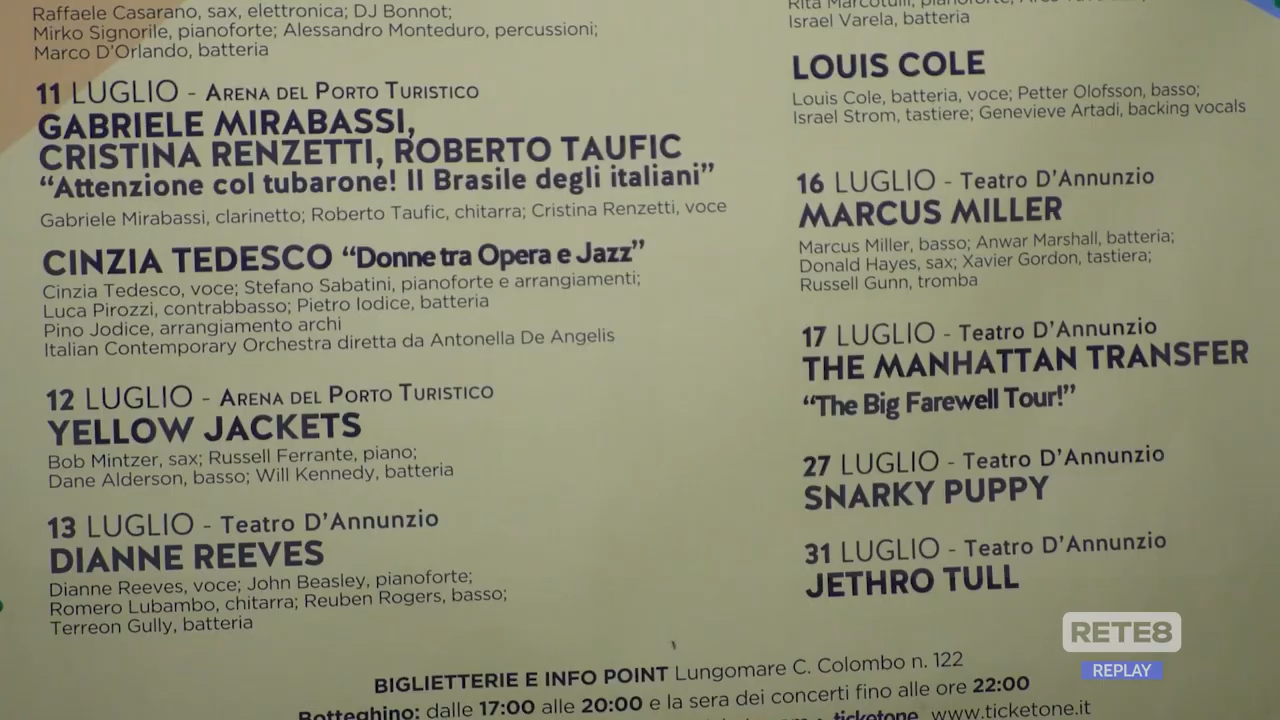 Raffaele Casarano, sax, elettronica; DJ Bonnot;
Mirko Signorile, pianoforte; Alessandro Monteduro, percussioni;
Marco D'Orlando, batteria
11 LUGLIO - ARENA DEL PORTO TURISTICO
GABRIELE MIRABASSI,
CRISTINA RENZETTI, ROBERTO TAUFIC
“Attenzione col tubarone! Il Brasile degli italiani”
Gabriele Mirabassi, clarinetto; Roberto Taufic, chitarra; Cristina Renzetti, voce
CINZIA TEDESCO “Donne tra Opera e Jazz”
Cinzia Tedesco, voce; Stefano Sabatini, pianoforte e arrangiamenti;
Luca Pirozzi, contrabbasso; Pietro Iodice, batteria
Pino Jodice, arrangiamento archi
Italian Contemporary Orchestra diretta da Antonella De Angelis
12 LUGLIO - ARENA DEL PORTO TURISTICO
YELLOW JACKETS
Bob Mintzer, sax; Russell Ferrante, piano;
Dane Alderson, basso; Will Kennedy, batteria
13 LUGLIO - Teatro D'Annunzio
DIANNE REEVES
Dianne Reeves, voce; John Beasley, pianoforte;
Romero Lubambo, chitarra; Reuben Rogers, basso;
Terreon Gully, batteria
Rita Marcotulli, pianoforte;
Israel Varela, batteria
LOUIS COLE
Louis Cole, batteria, voce; Petter Olofsson, basso;
Israel Strom, tastiere; Genevieve Artadi, backing vocals
16 LUGLIO - Teatro D'Annunzio
MARCUS MILLER
Marcus Miller, basso; Anwar Marshall, batteria;
Donald Hayes, sax; Xavier Gordon, tastiera;
Russell Gunn, tromba
17 LUGLIO - Teatro D'Annunzio
THE MANHATTAN TRANSFER
“The Big Farewell Tour!”
27 LUGLIO - Teatro D'Annunzio
SNARKY PUPPY
31 LUGLIO - Teatro D'Annunzio
JETHRO TULL
BIGLIETTERIE E INFO POINT Lungomare C. Colombo n. 122
Botteghino: dalle 17:00 alle 20:00 e la sera dei concerti fino alle ore 22:00
ticketone www.ticketone.it
RETE8
REPLAY